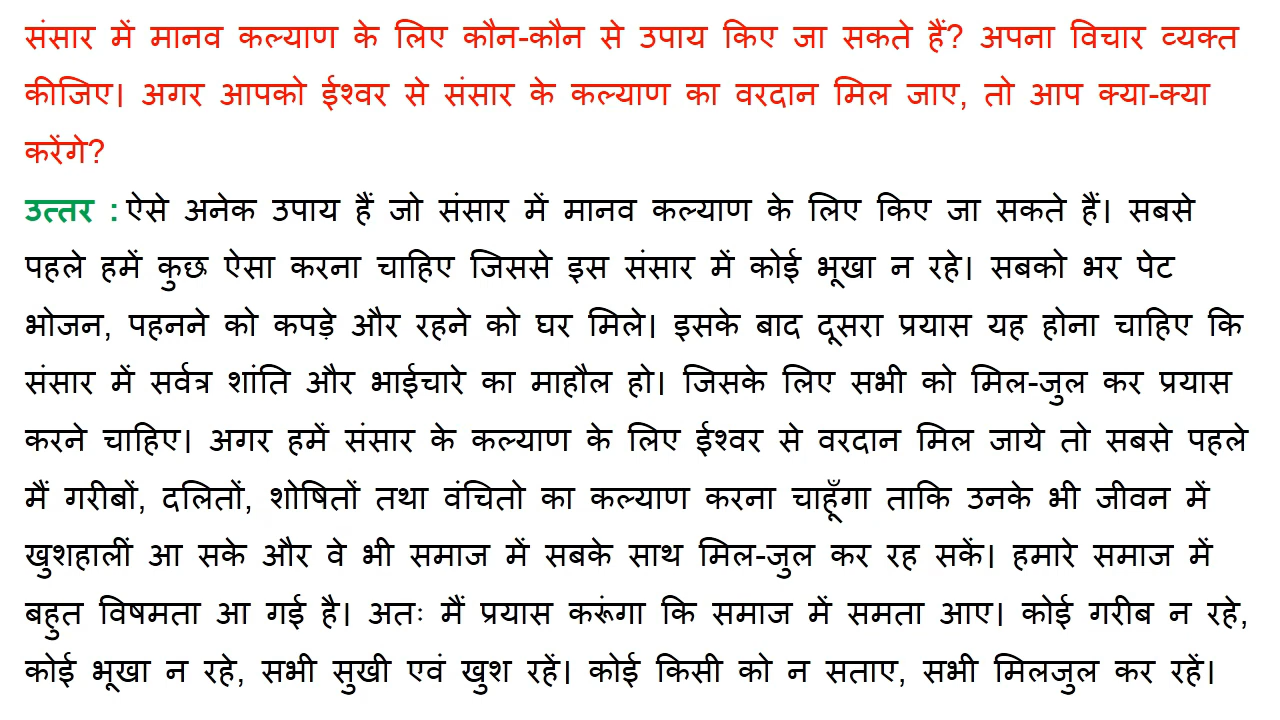 संसार में मानव कल्याण के लिए कौन-कौन से उपाय किए जा सकते हैं? अपना विचार व्यक्त
कीजिए। अगर आपको ईश्वर से संसार के कल्याण का वरदान मिल जाए, तो आप क्या-क्या
करेंगे?
उत्तर : ऐसे अनेक उपाय हैं जो संसार में मानव कल्याण के लिए किए जा सकते हैं। सबसे
पहले हमें कुछ ऐसा करना चाहिए जिससे इस संसार में कोई भूखा न रहे। सबको भर पेट
भोजन, पहनने को कपड़े और रहने को घर मिले। इसके बाद दूसरा प्रयास यह होना चाहिए कि
संसार में सर्वत्र शांति और भाईचारे का माहौल हो। जिसके लिए सभी को मिल-जुल कर प्रयास
करने चाहिए। अगर हमें संसार के कल्याण के लिए ईश्वर से वरदान मिल जाये तो सबसे पहले
मैं गरीबों, दलितों, शोषितों तथा वंचितो का कल्याण करना चाहूँगा ताकि उनके भी जीवन में
खुशहालीं आ सके और वे भी समाज में सबके साथ मिल-जुल कर रह सकें। हमारे समाज में
बहुत विषमता आ गई है। अतः मैं प्रयास करूंगा कि समाज में समता आए। कोई गरीब न रहे,
कोई भूखा न रहे, सभी सुखी एवं खुश रहें। कोई किसी को न सताए, सभी मिलजुल कर रहें।